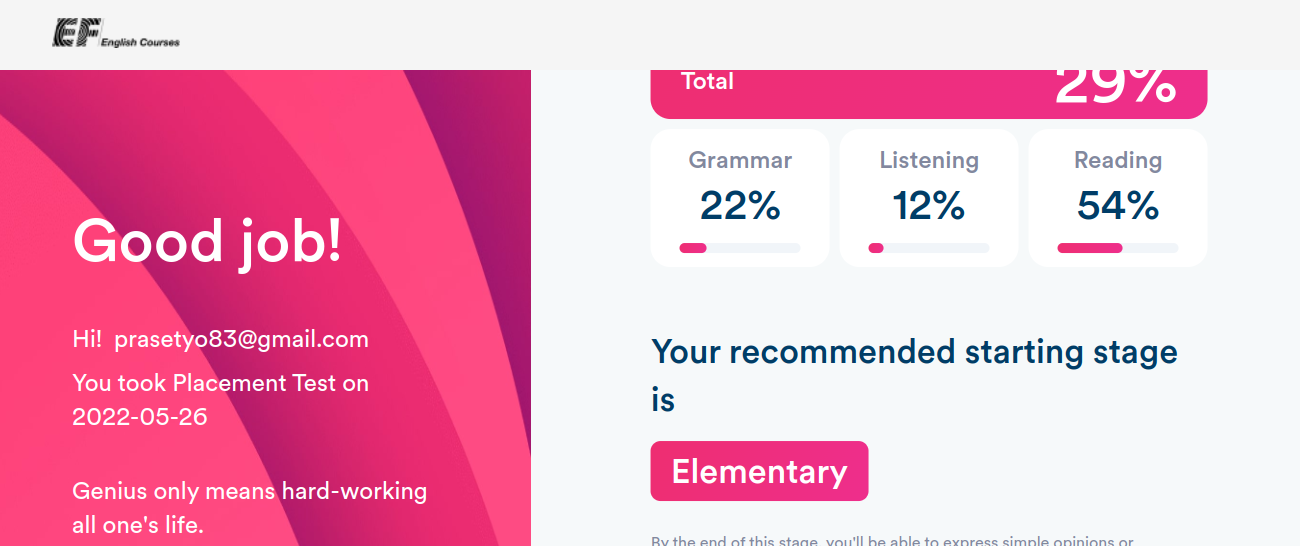 EF English Courses
Good job!
Hi! prasetyo83@gmail.com
You took Placement Test on
2022-05-26
Genius only means hard-working
all one's life.
Total 29%
Grammar Listening Reading
22% 12% 54%
Your recommended starting stage
is
Elementary
By the end of this stage, you'll be able to express simple opinions or